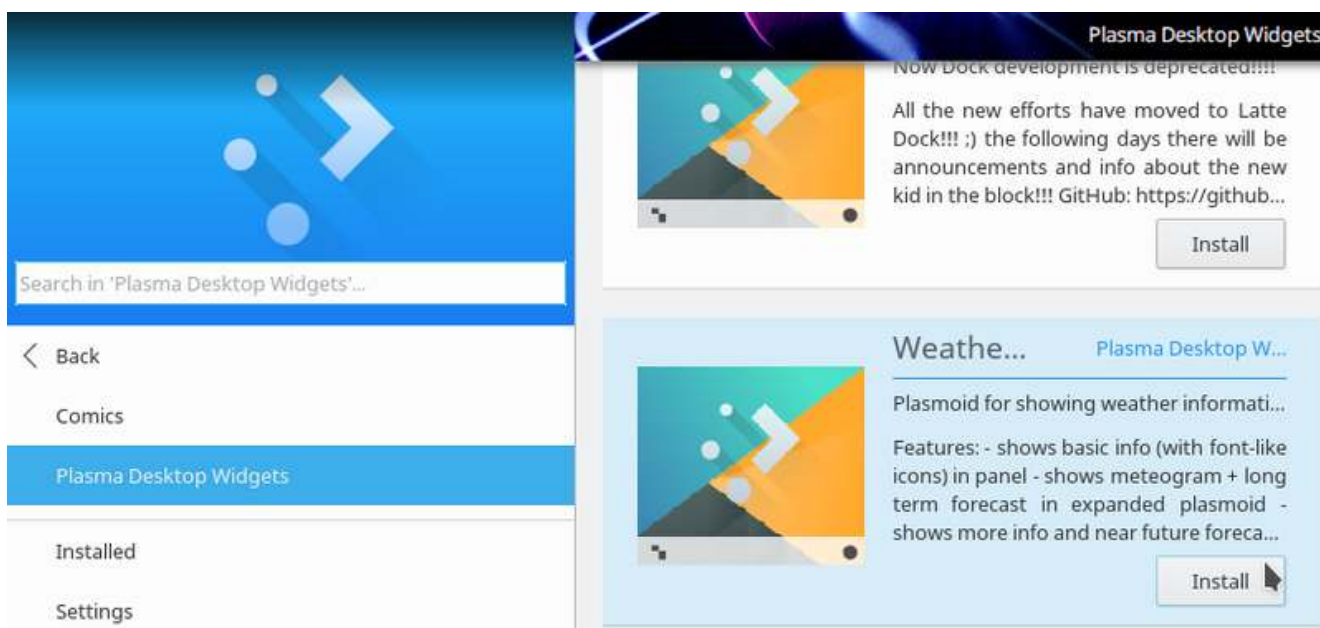 Plasma Desktop Widgets
Search in 'Plasma Desktop Widgets'...
Back
Comics
Plasma Desktop Widgets
Installed
Settings
Now Dock development is deprecated!!!!
All the new efforts have moved to Latte
Dock!!! ;) the following days there will be
announcements and info about the new
kid in the block!!! GitHub: https://github...
Install
Weathe...
Plasma Desktop W...
Plasmoid for showing weather informati...
Features: - shows basic info (with font-like
icons) in panel - shows meteogram + long
term forecast in expanded plasmoid -
shows more info and near future foreca...
Install